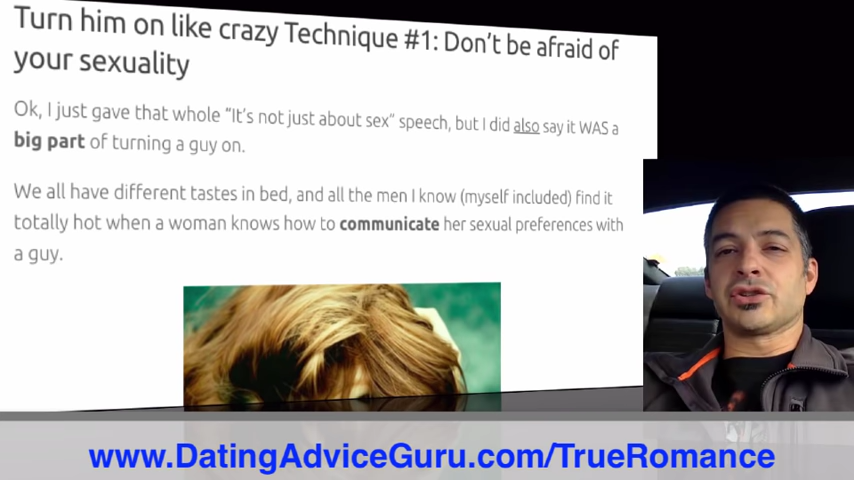 Turn him on like crazy Technique #1: Don't be afraid of
your sexuality
Ok, I just gave that whole “It's not just about sex” speech, but I did also say it WAS a
big part of turning a guy on.
We all have different tastes in bed, and all the men I know (myself included) find it
totally hot when a woman knows how to communicate her sexual preferences with
a guy.
www.DatingAdviceGuru.com/TrueRomance